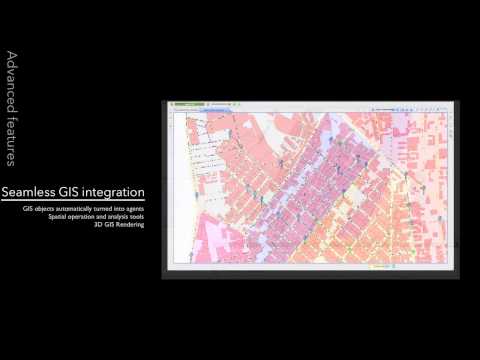 Advanced features
Seamless GIS integration
GIS objects automatically turned into agents
Spatial operation and analysis tools
3D GIS Rendering